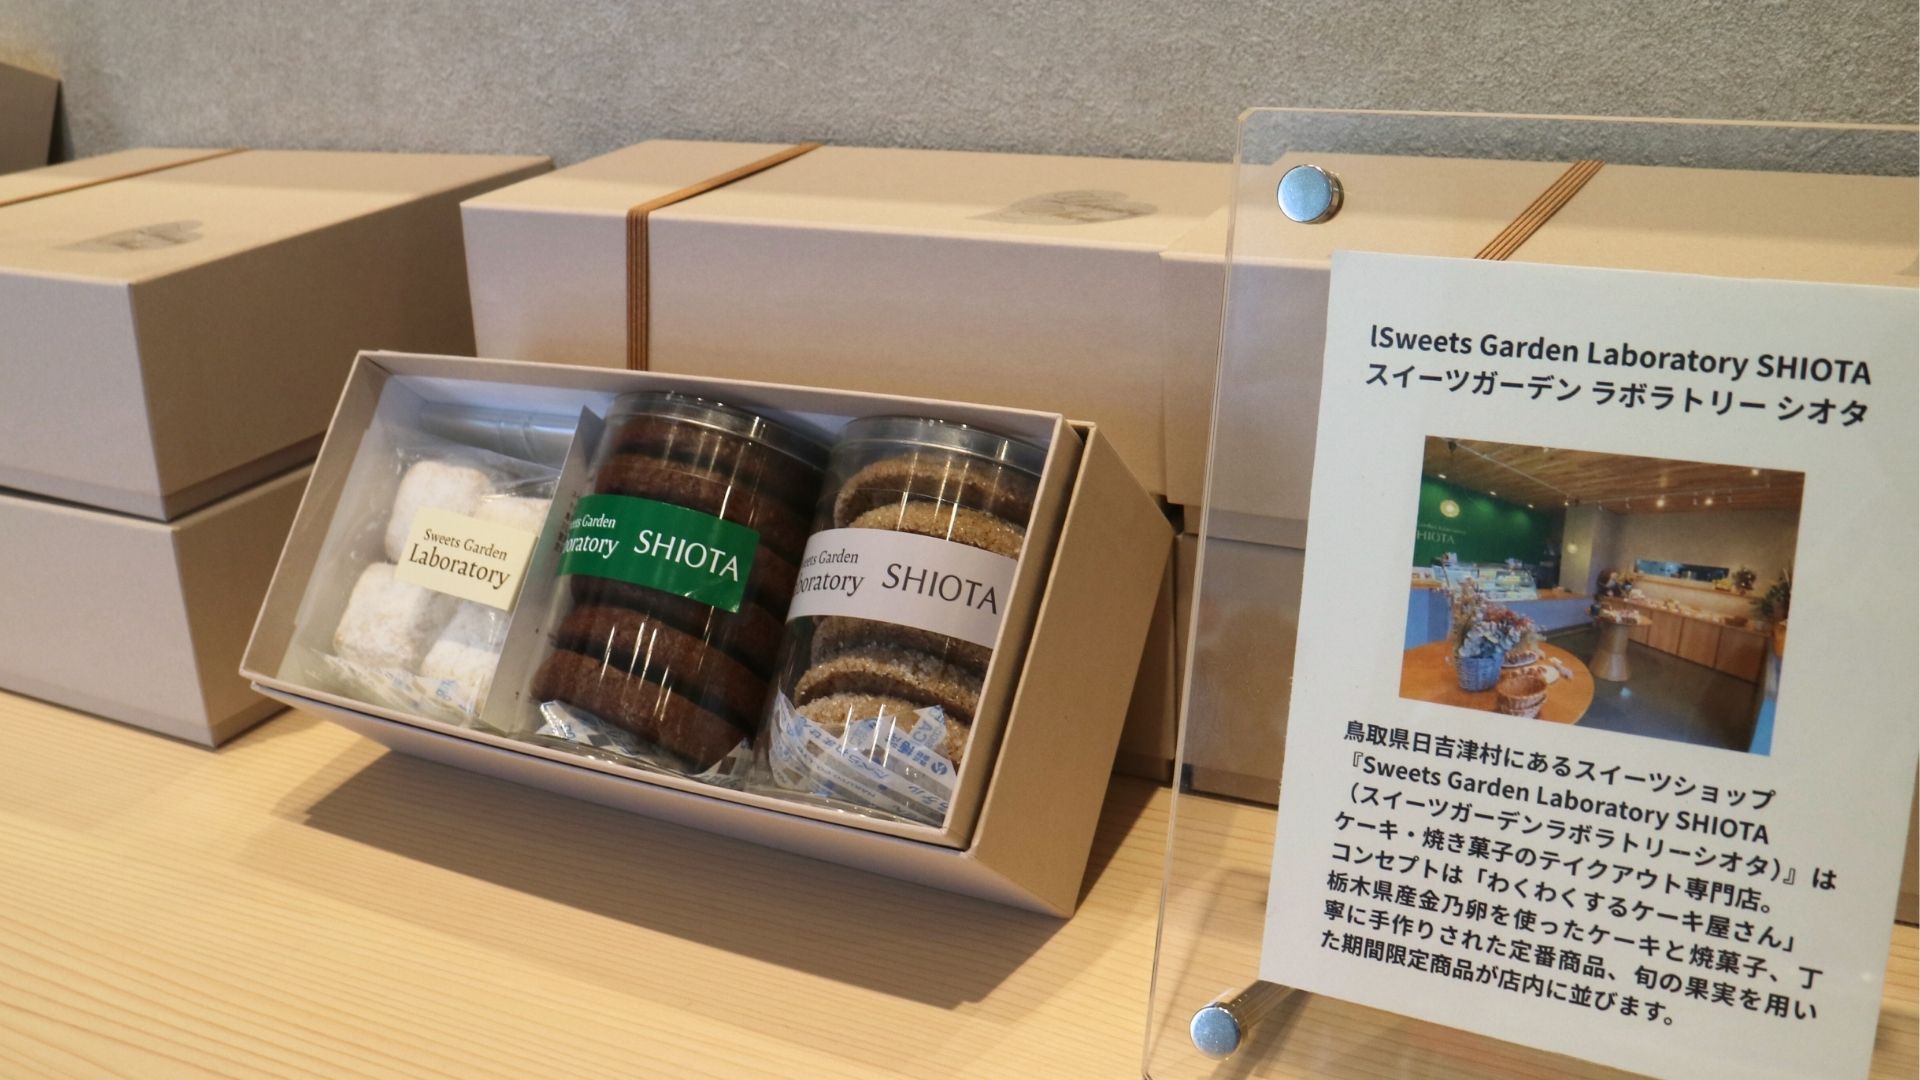 Sweets Garden
Laboratory
ets Garden
oratory SHIOTA
ets Garden
oratory SHIOTA
lSweets Garden Laboratory SHIOTA
スイーツガーデン ラボラトリー シオタ
SHIOTA
鳥取県日吉津村にあるスイーツショップ
『Sweets Garden Laboratory SHIOTA
（スイーツガーデンラボラトリーシオタ）』は
ケーキ・焼き菓子のテイクアウト専門店。
コンセプトは「わくわくするケーキ屋さん」
栃木県産金乃卵を使ったケーキと焼菓子、丁
寧に手作りされた定番商品、旬の果実を用い
た期間限定商品が店内に並びます。